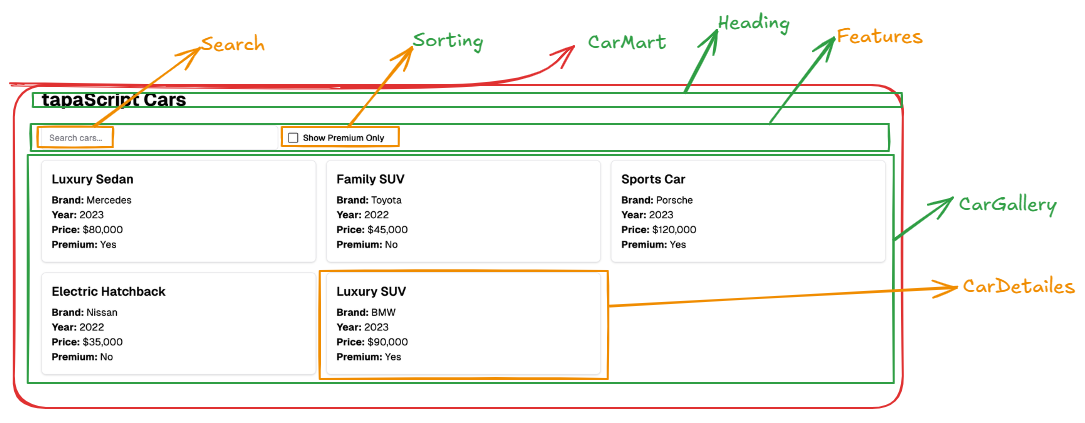 Search
Sorting
CarMart
Heading
Features
tapaScript Cars
Search cars...
Show Premium Only
Luxury Sedan
Brand: Mercedes
Year: 2023
Price: $80,000
Premium: Yes
Family SUV
Brand: Toyota
Year: 2022
Price: $45,000
Premium: No
Sports Car
Brand: Porsche
Year: 2023
Price: $120,000
Premium: Yes
CarGallery
Electric Hatchback
Brand: Nissan
Year: 2022
Price: $35,000
Premium: No
Luxury SUV
Brand: BMW
Year: 2023
Price: $90,000
Premium: Yes
CarDetailes